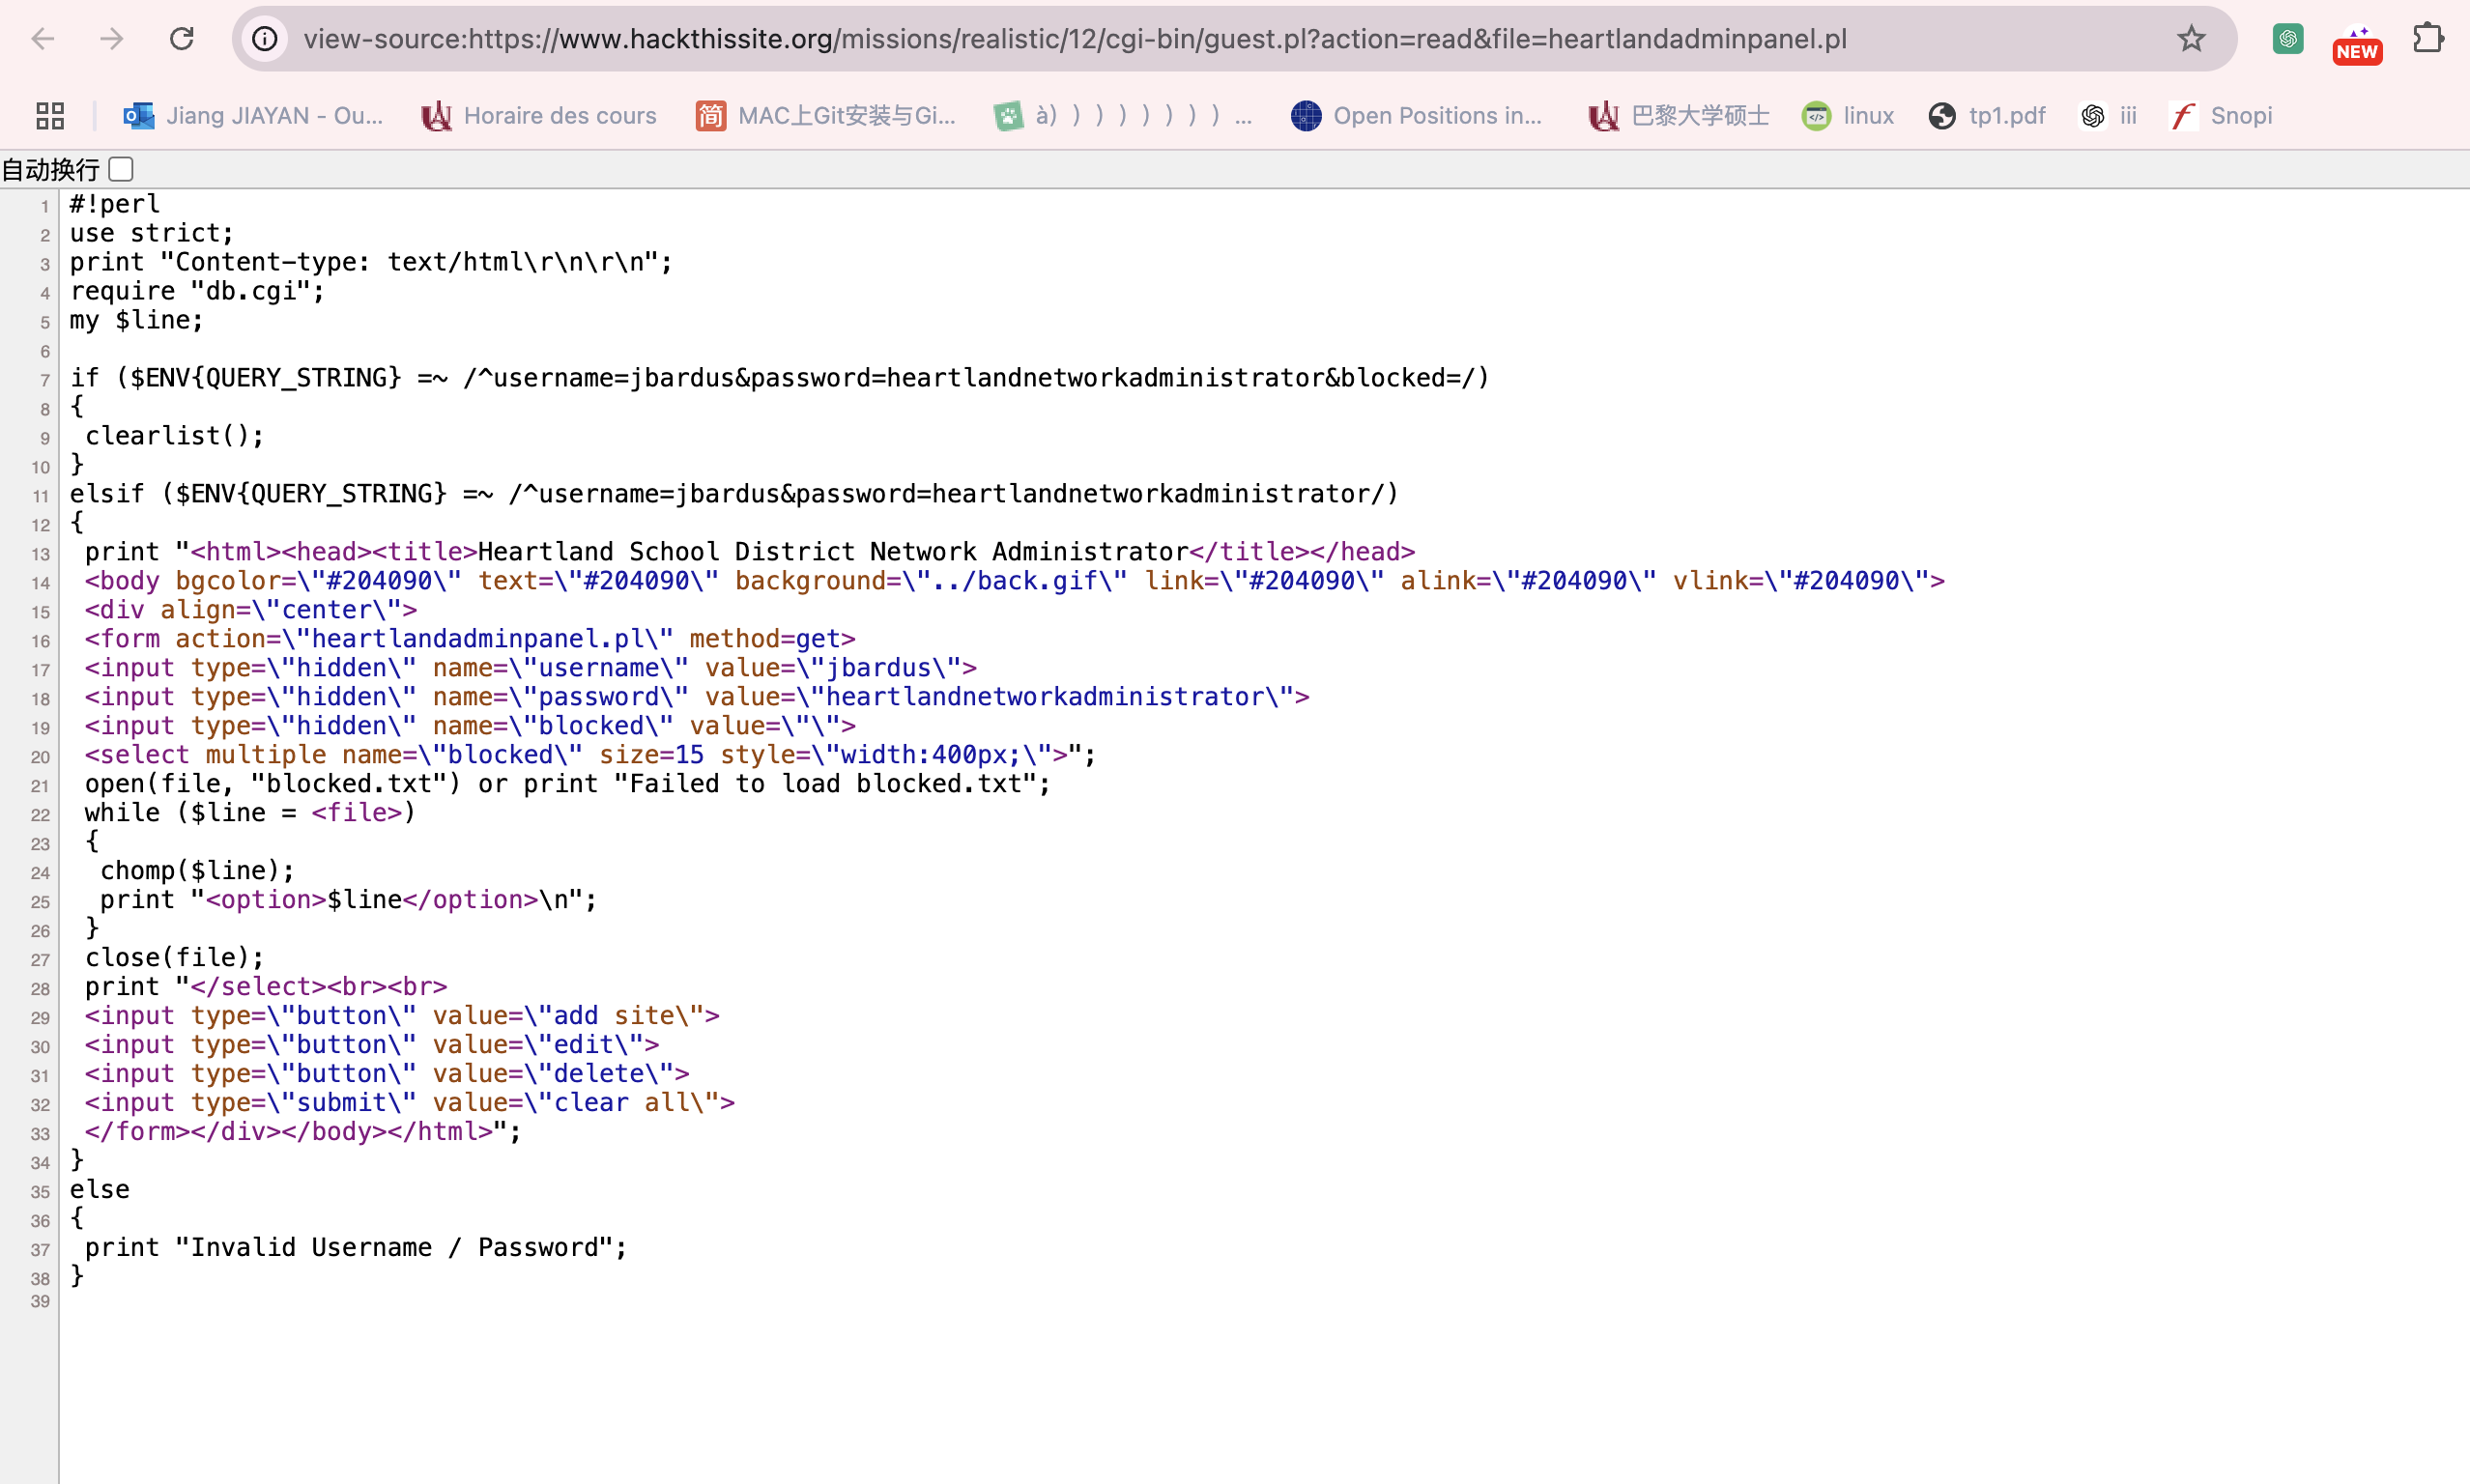 view-source:https://www.hackthissite.org/missions/realistic/12/cgi-bin/guest.pl?action=read&file=heartlandadminpanel.pl
NEW
Jiang JIAYAN - Ou... Horaire des cours 简 MAC上Git安装与Gi... à) ) ) ) ) ) ) ) ... Open Positions in... 巴黎大学硕士 linux tp1.pdf iii Snopi
自动换行
1 #!perl
2 use strict;
3 print "Content-type: text/html\r\n\r\n";
4 require "db.cgi";
5 my $line;
6
7 if ($ENV{QUERY_STRING} =~ /^username=jbardus&password=heartlandnetworkadministrator&blocked=/)
8 {
9  clearlist();
10 }
11 elsif ($ENV{QUERY_STRING} =~ /^username=jbardus&password=heartlandnetworkadministrator/)
12 {
13  print "<html><head><title>Heartland School District Network Administrator</title></head>
14  <body bgcolor=\"#204090\" text=\"#204090\" background=\"../back.gif\" link=\"#204090\" alink=\"#204090\" vlink=\"#204090\">
15  <div align=\"center\">
16  <form action=\"heartlandadminpanel.pl\" method=get>
17  <input type=\"hidden\" name=\"username\" value=\"jbardus\">
18  <input type=\"hidden\" name=\"password\" value=\"heartlandnetworkadministrator\">
19  <input type=\"hidden\" name=\"blocked\" value=\"\">
20  <select multiple name=\"blocked\" size=15 style=\"width:400px;\">";
21  open(file, "blocked.txt") or print "Failed to load blocked.txt";
22  while ($line = <file>)
23  {
24   chomp($line);
25   print "<option>$line</option>\n";
26  }
27  close(file);
28  print "</select><br><br>
29  <input type=\"button\" value=\"add site\">
30  <input type=\"button\" value=\"edit\">
31  <input type=\"button\" value=\"delete\">
32  <input type=\"submit\" value=\"clear all\">
33  </form></div></body></html>";
34 }
35 else
36 {
37  print "Invalid Username / Password";
38 }
39